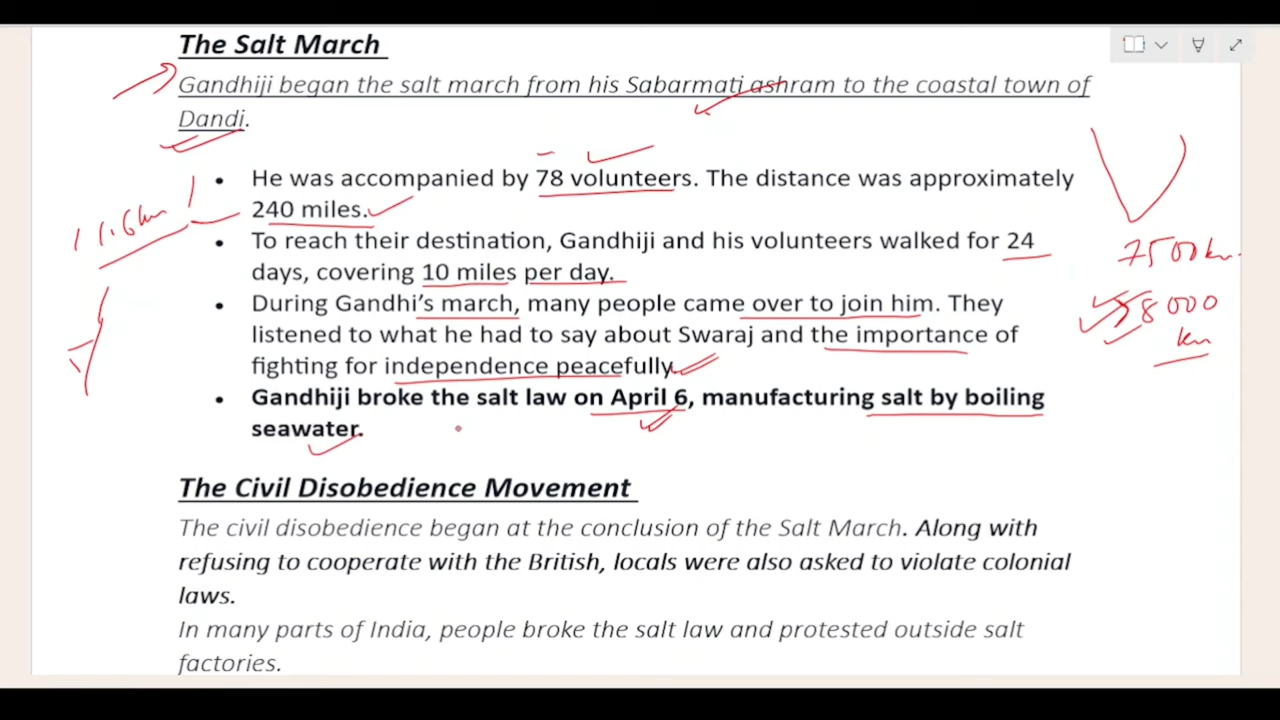 The Salt March
Gandhiji began the salt march from his Sabarmati ashram to the coastal town of
Dandi.
• He was accompanied by 78 volunteers. The distance was approximately
240 miles.
• To reach their destination, Gandhiji and his volunteers walked for 24
days, covering 10 miles per day.
• During Gandhi's march, many people came over to join him. They
listened to what he had to say about Swaraj and the importance of
fighting for independence peacefully.
• Gandhiji broke the salt law on April 6, manufacturing salt by boiling
seawater.
The Civil Disobedience Movement
The civil disobedience began at the conclusion of the Salt March. Along with
refusing to cooperate with the British, locals were also asked to violate colonial
laws.
In many parts of India, people broke the salt law and protested outside salt
factories.
7500 km
8000
km